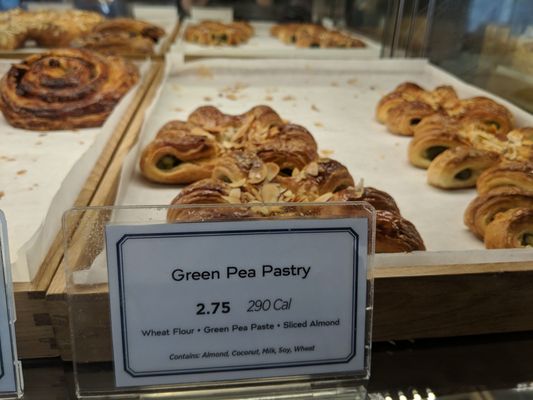 Green Pea Pastry
2.75 290 Cal
Wheat Flour • Green Pea Paste • Sliced Almond
Contains: Almond, Coconut, Milk, Soy, Wheat